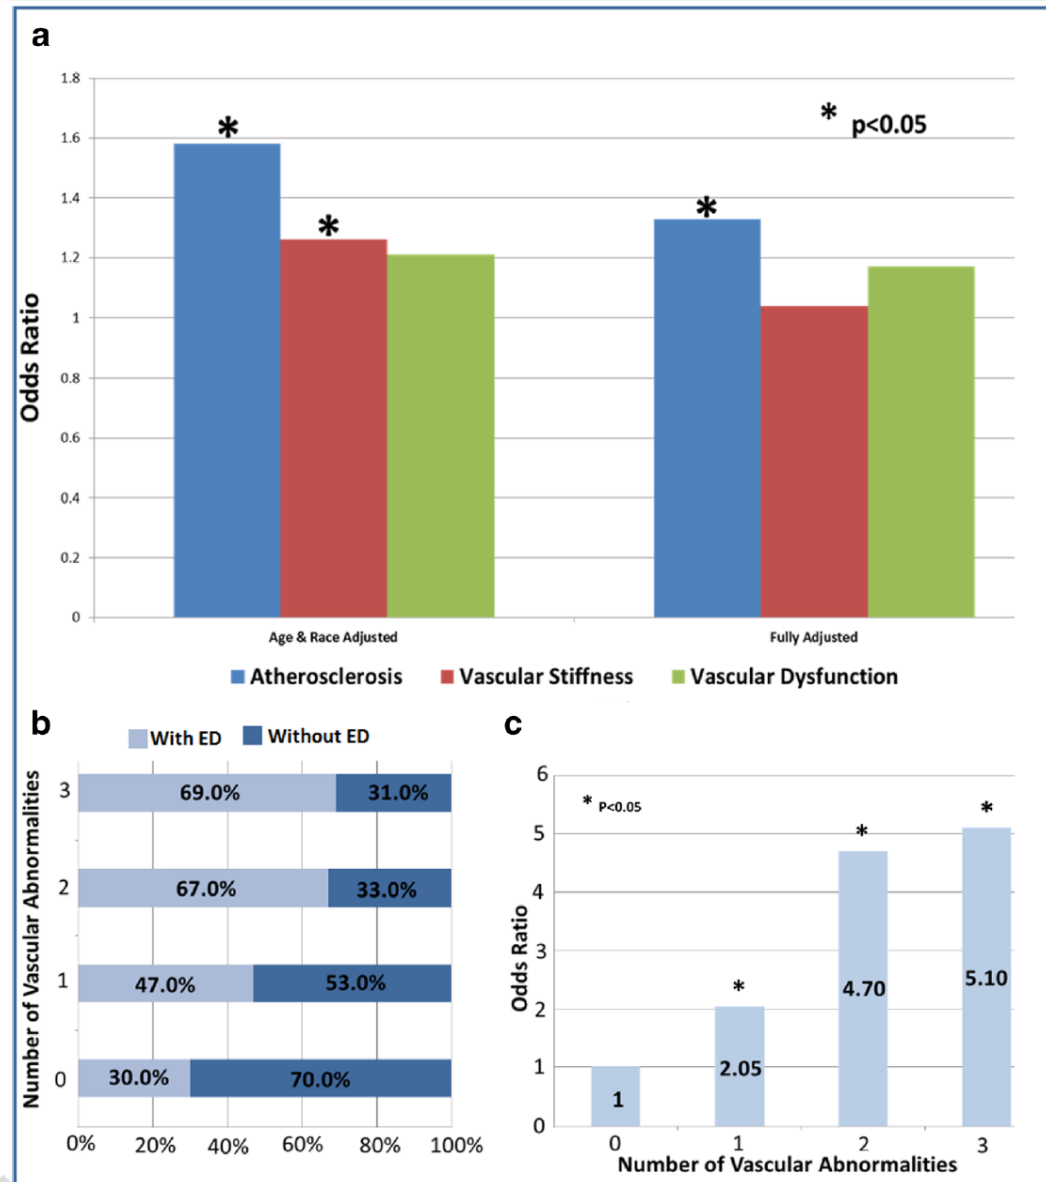 a
1.8
1.6
1.4
1.2
1
0.8
0.6
0.4
0.2
0
Odds Ratio
*
*
*
* p<0.05
Age & Race Adjusted
Fully Adjusted
Atherosclerosis Vascular Stiffness Vascular Dysfunction
b
With ED Without ED
Number of Vascular Abnormalities
3 69.0% 31.0%
2 67.0% 33.0%
1 47.0% 53.0%
0 30.0% 70.0%
0% 20% 40% 60% 80% 100%
c
6
5
4
3
2
1
0
Odds Ratio
* P<0.05
*
*
*
1
2.05
4.70
5.10
0 1 2 3
Number of Vascular Abnormalities